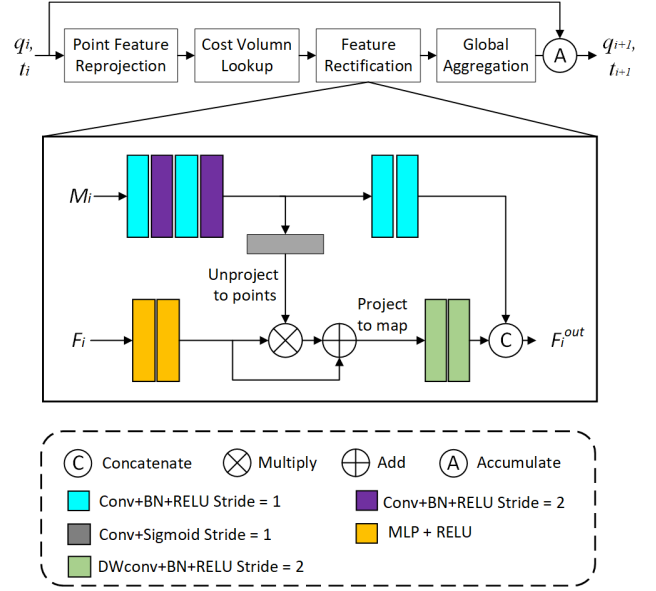 qi,
ti
Point Feature
Reprojection
Cost Volumn
Lookup
Feature
Rectification
Global
Aggregation
A
qi+1,
ti+1
Mi
Unproject
to points
Project
to map
Fi
C
Fi^out
C Concatenate
Multiply
Add
A Accumulate
Conv+BN+RELU Stride = 1
Conv+BN+RELU Stride = 2
Conv+Sigmoid Stride = 1
MLP + RELU
DWconv+BN+RELU Stride = 2